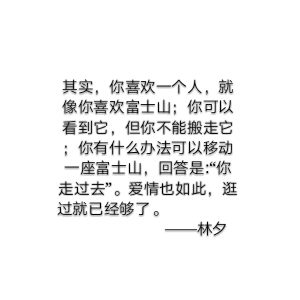 其实，你喜欢一个人，就
像你喜欢富士山；你可以
看到它，但你不能搬走它
；你有什么办法可以移动
一座富士山，回答是:“你
走过去”。爱情也如此，逛
过就已经够了。
——林夕